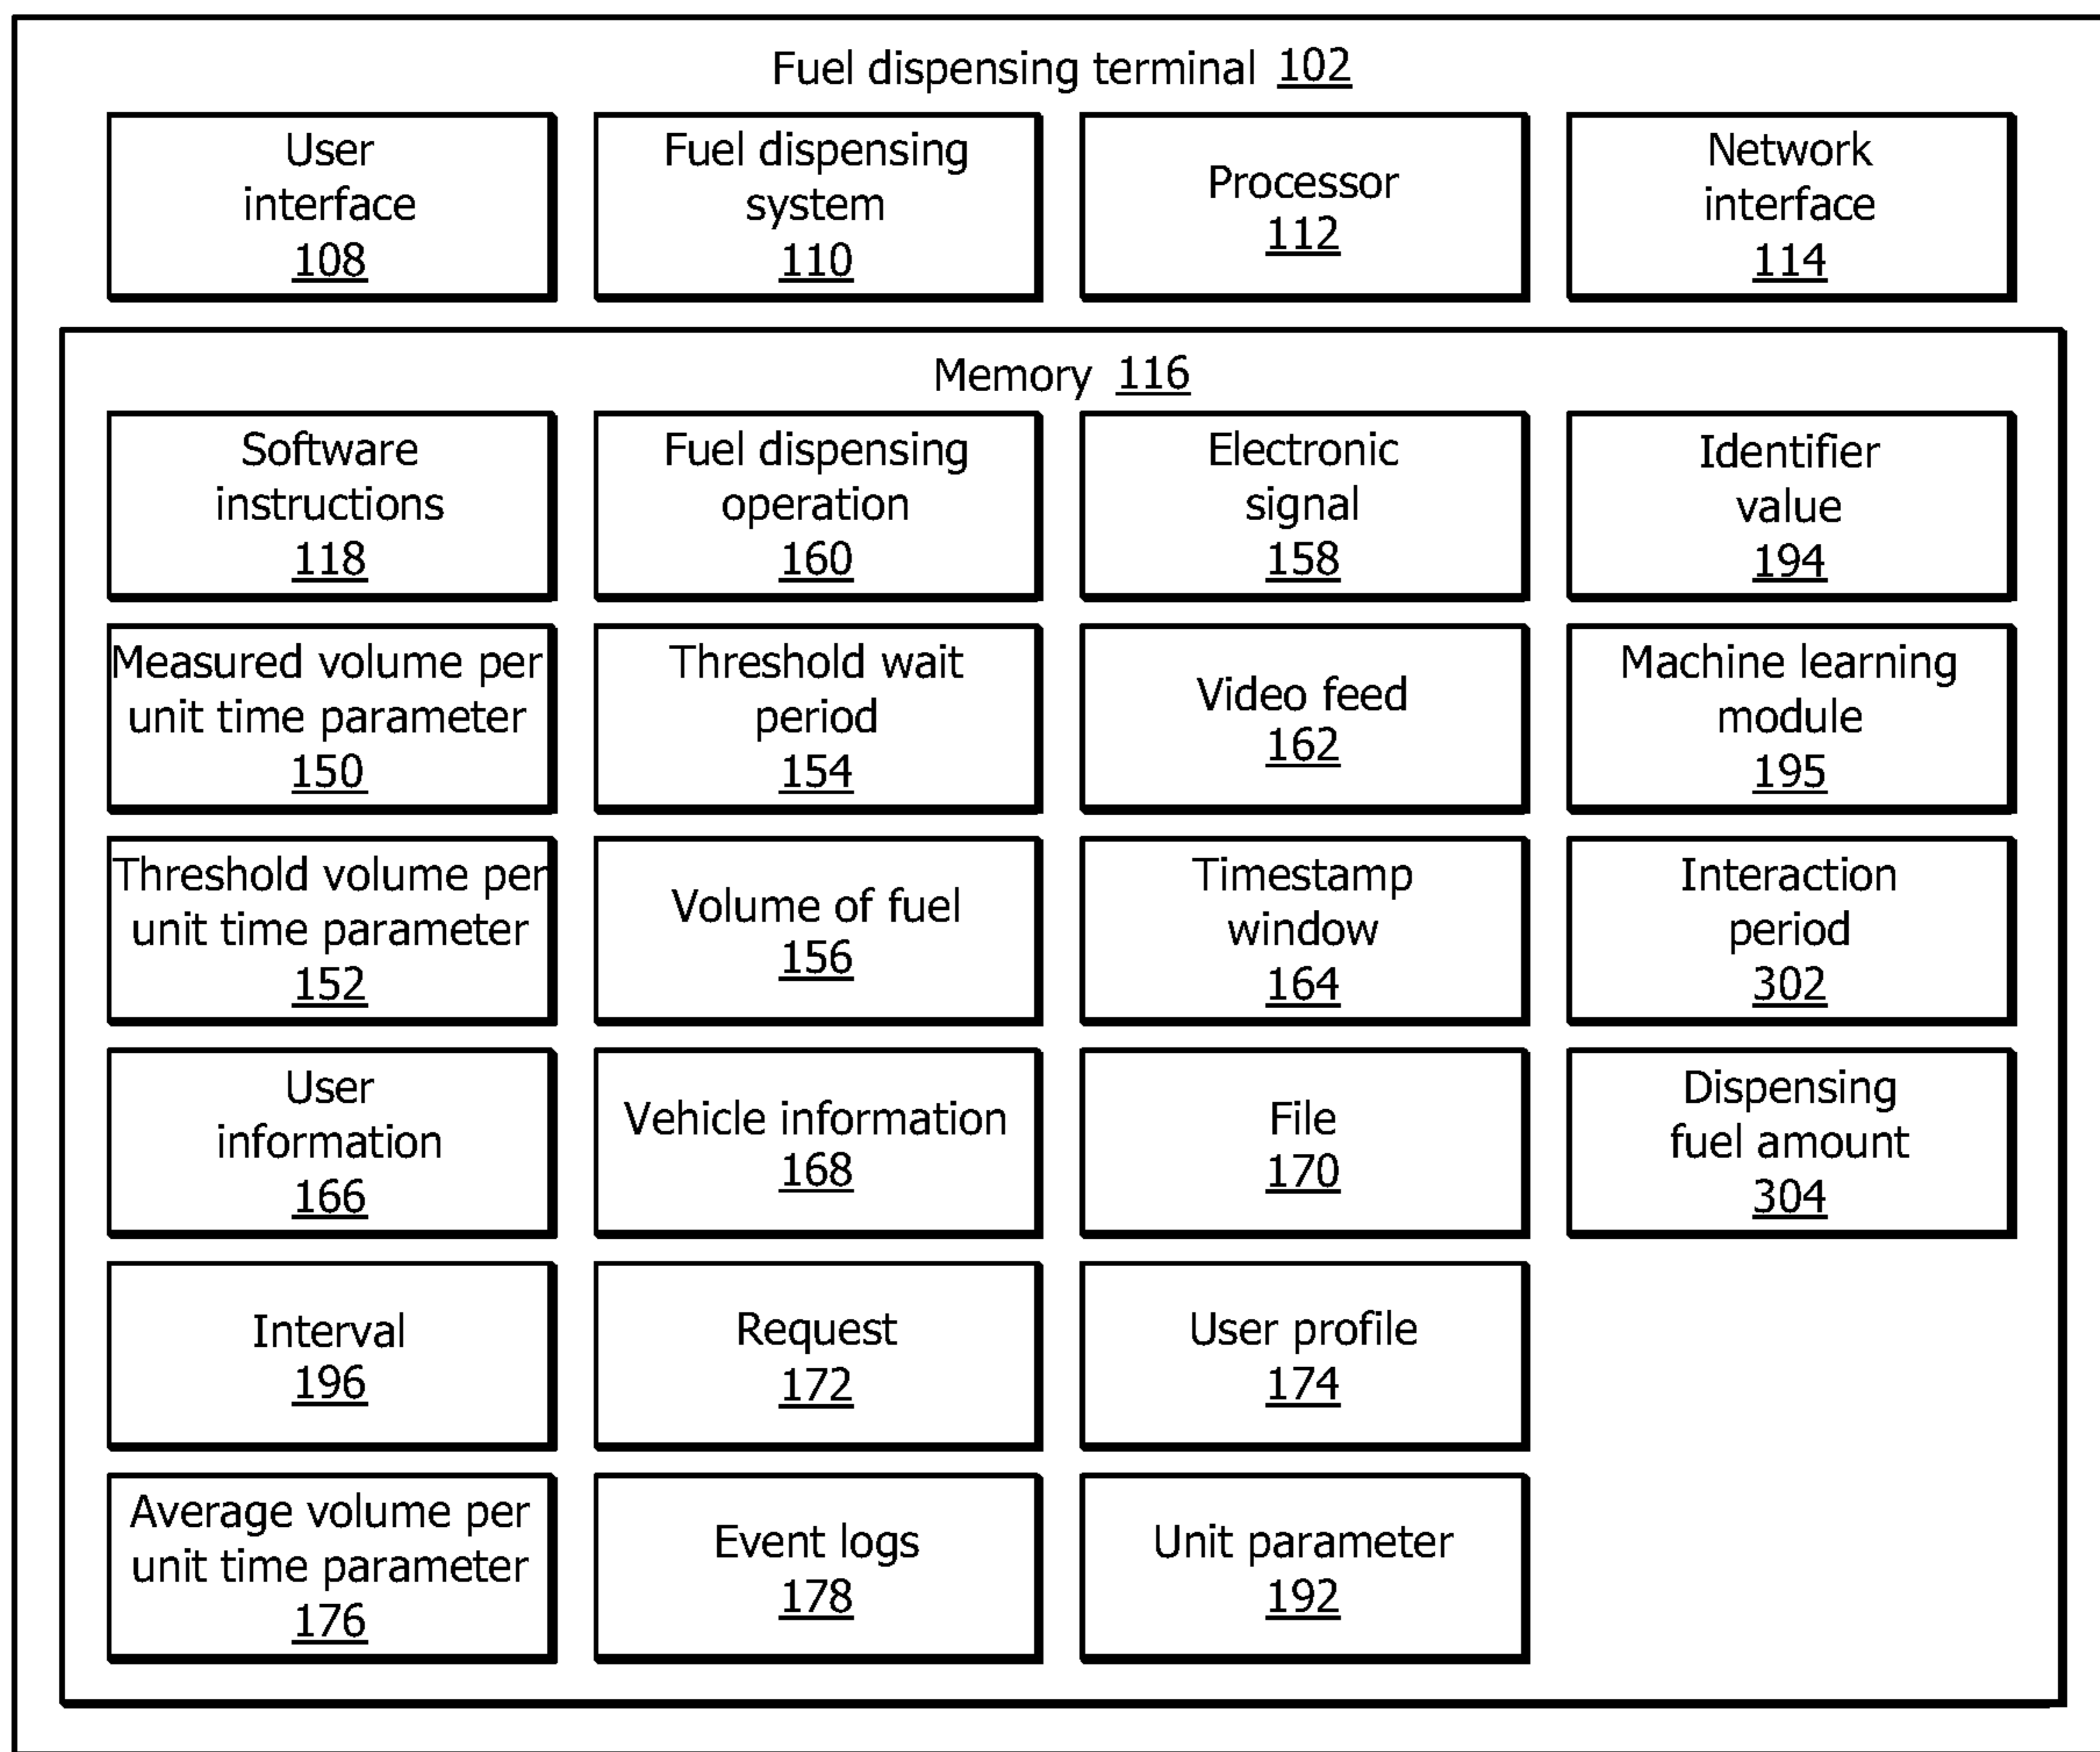 Fuel dispensing terminal 102
User
interface
108
Fuel dispensing
system
110
Processor
112
Network
interface
114
Memory 116
Software
instructions
118
Fuel dispensing
operation
160
Electronic
signal
158
Identifier
value
194
Measured volume per
unit time parameter
150
Threshold wait
period
154
Video feed
162
Machine learning
module
195
Threshold volume per
unit time parameter
152
Volume of fuel
156
Timestamp
window
164
Interaction
period
302
User
information
166
Vehicle information
168
File
170
Dispensing
fuel amount
304
Interval
196
Request
172
User profile
174
Average volume per
unit time parameter
176
Event logs
178
Unit parameter
192